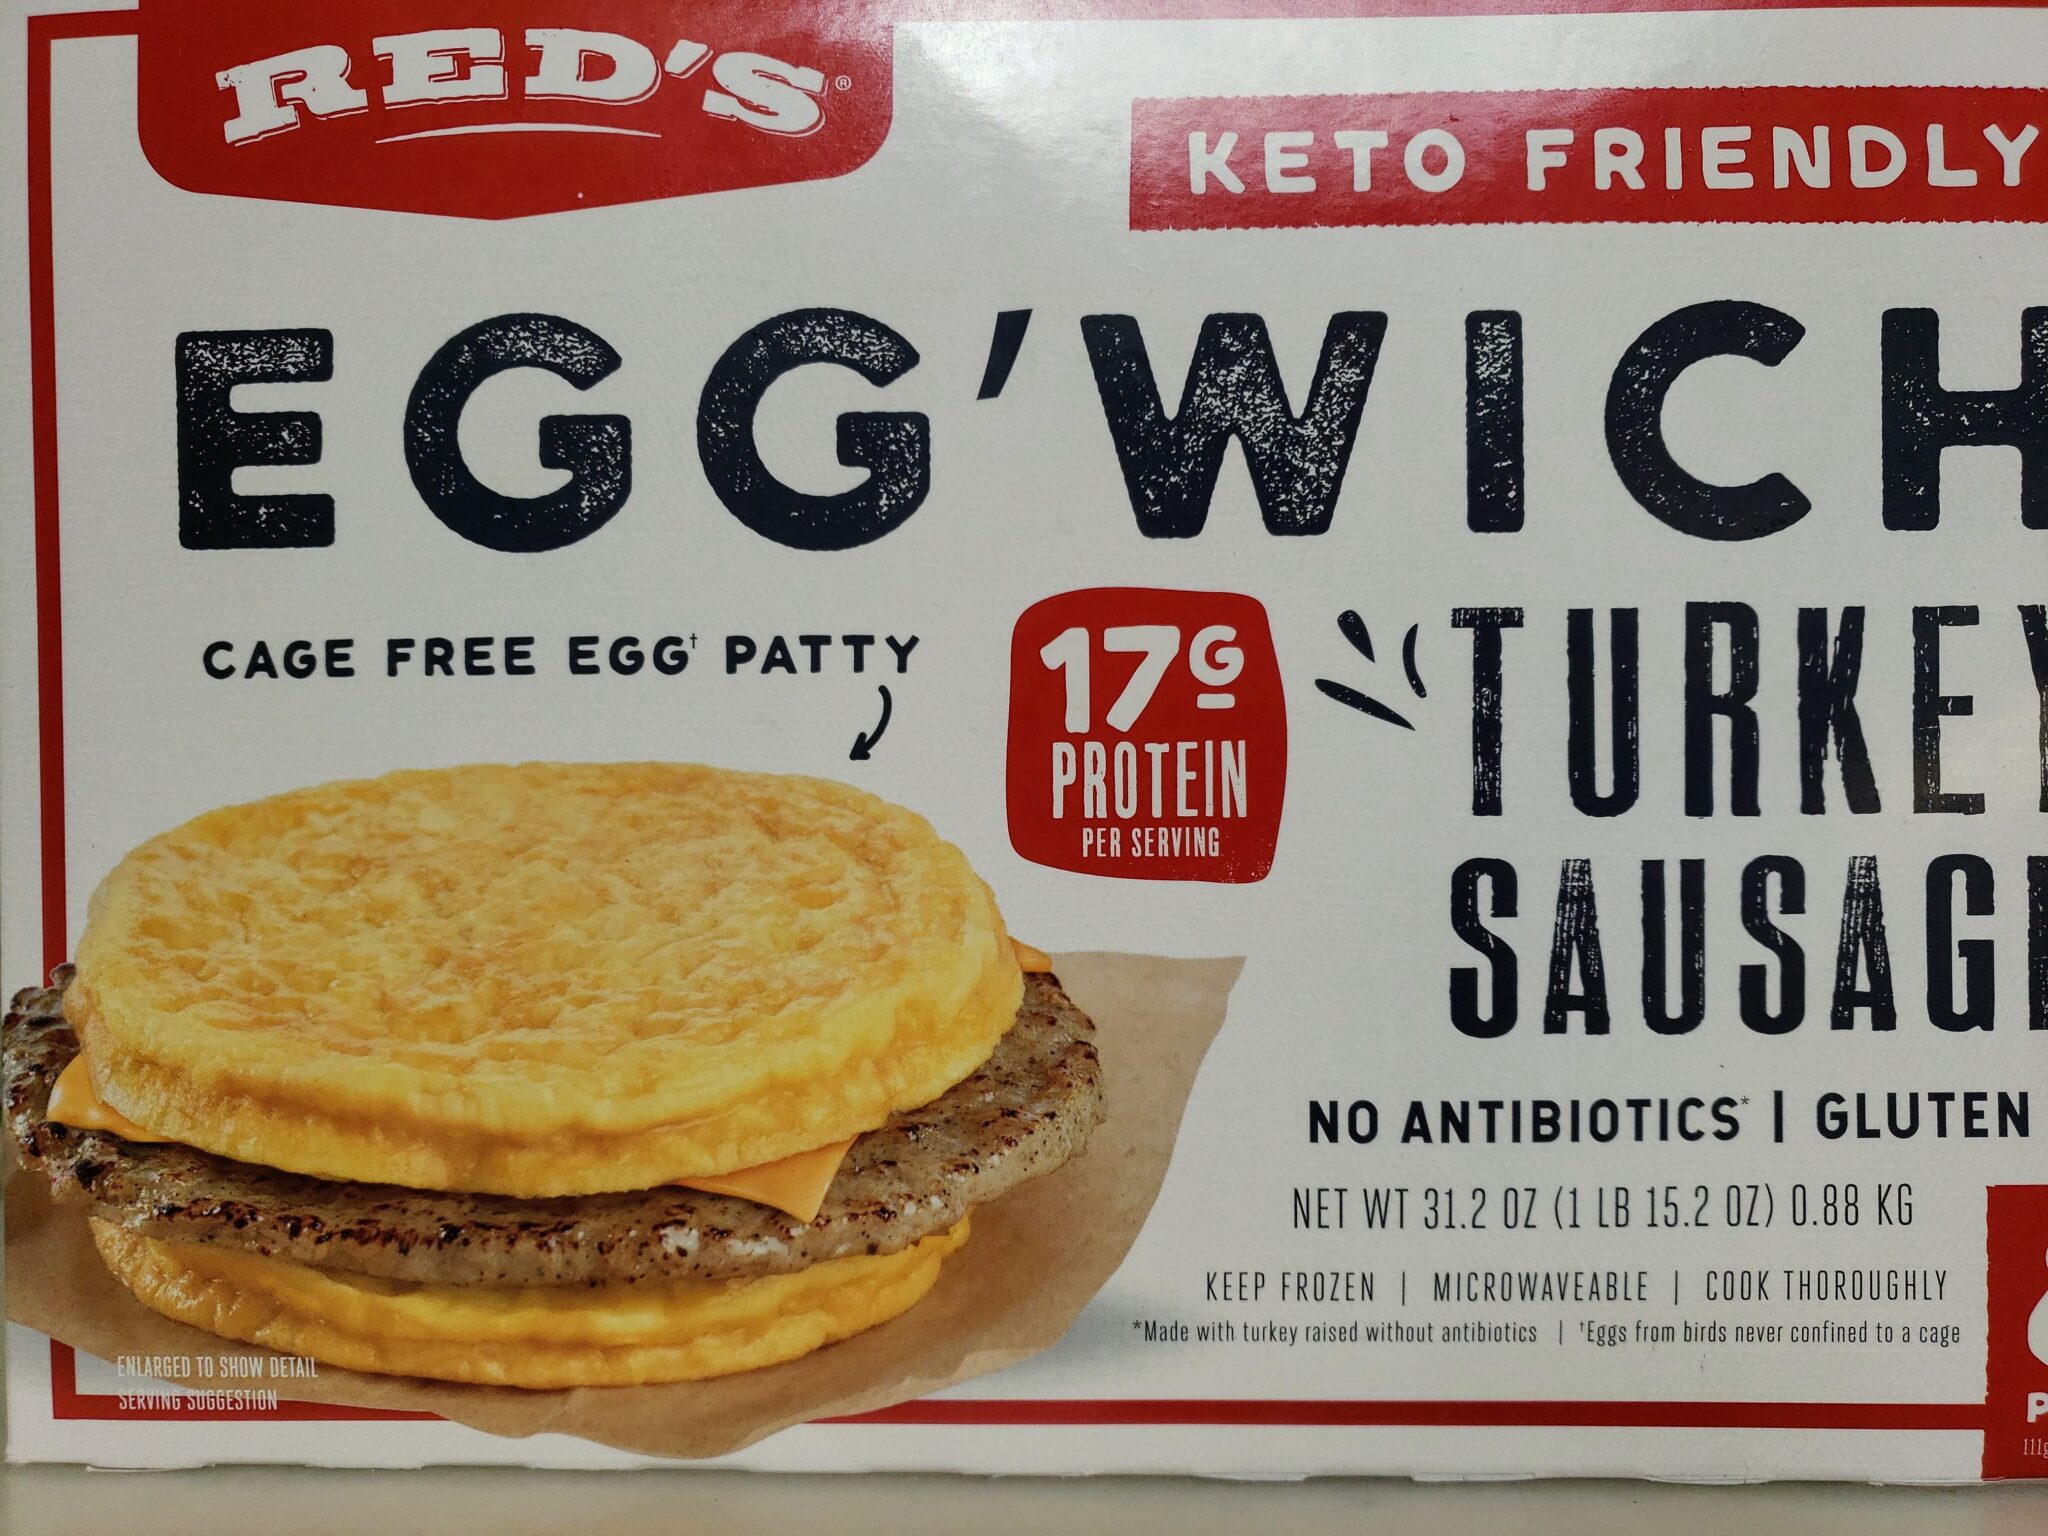 RED'S®
KETO FRIENDLY
EGG'WICH
CAGE FREE EGG† PATTY
17G
PROTEIN
PER SERVING
TURKEY
SAUSAG
NO ANTIBIOTICS* | GLUTEN
NET WT 31.2 OZ (1 LB 15.2 OZ) 0.88 KG
KEEP FROZEN | MICROWAVEABLE | COOK THOROUGHLY
*Made with turkey raised without antibiotics | †Eggs from birds never confined to a cage
ENLARGED TO SHOW DETAIL
SERVING SUGGESTION
111g